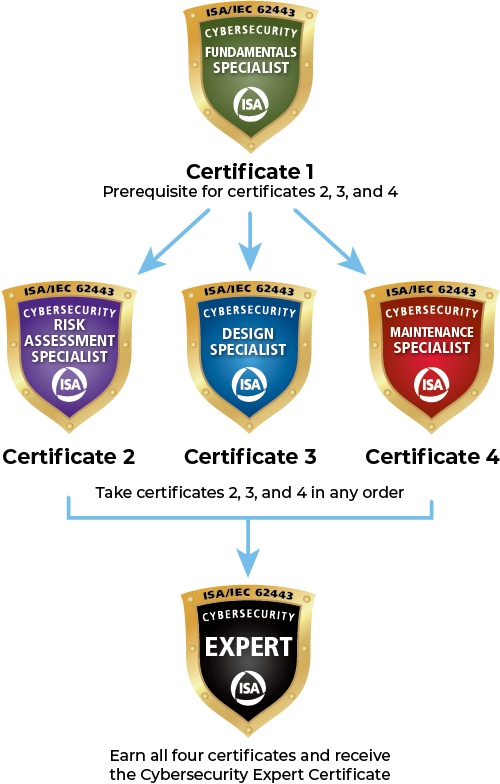 ISA/IEC 62443
CYBERSECURITY
FUNDAMENTALS
SPECIALIST
ISA
Certificate 1
Prerequisite for certificates 2, 3, and 4
ISA/IEC 62443
CYBERSECURITY
RISK
ASSESSMENT
SPECIALIST
ISA
Certificate 2
ISA/IEC 62443
CYBERSECURITY
DESIGN
SPECIALIST
ISA
Certificate 3
ISA/IEC 62443
CYBERSECURITY
MAINTENANCE
SPECIALIST
ISA
Certificate 4
Take certificates 2, 3, and 4 in any order
ISA/IEC 62443
CYBERSECURITY
EXPERT
ISA
Earn all four certificates and receive
the Cybersecurity Expert Certificate